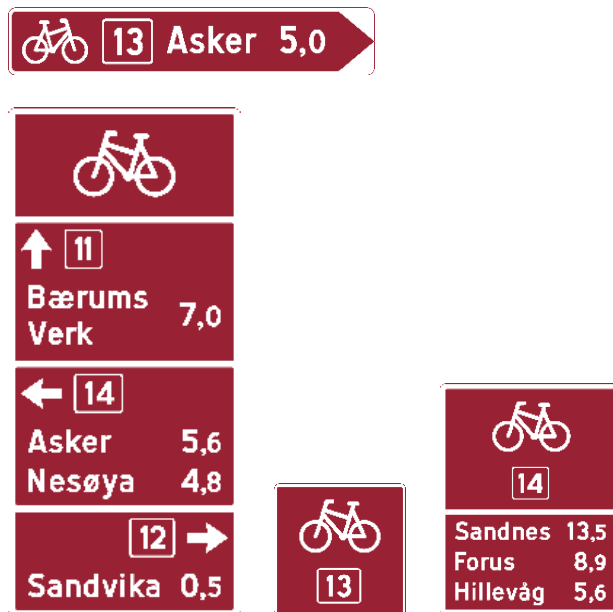 13 Asker 5,0
11
Bærums
Verk 7,0
14
Asker 5,6
Nesøya 4,8
12
Sandvika 0,5
13
14
Sandnes 13,5
Forus 8,9
Hillevåg 5,6